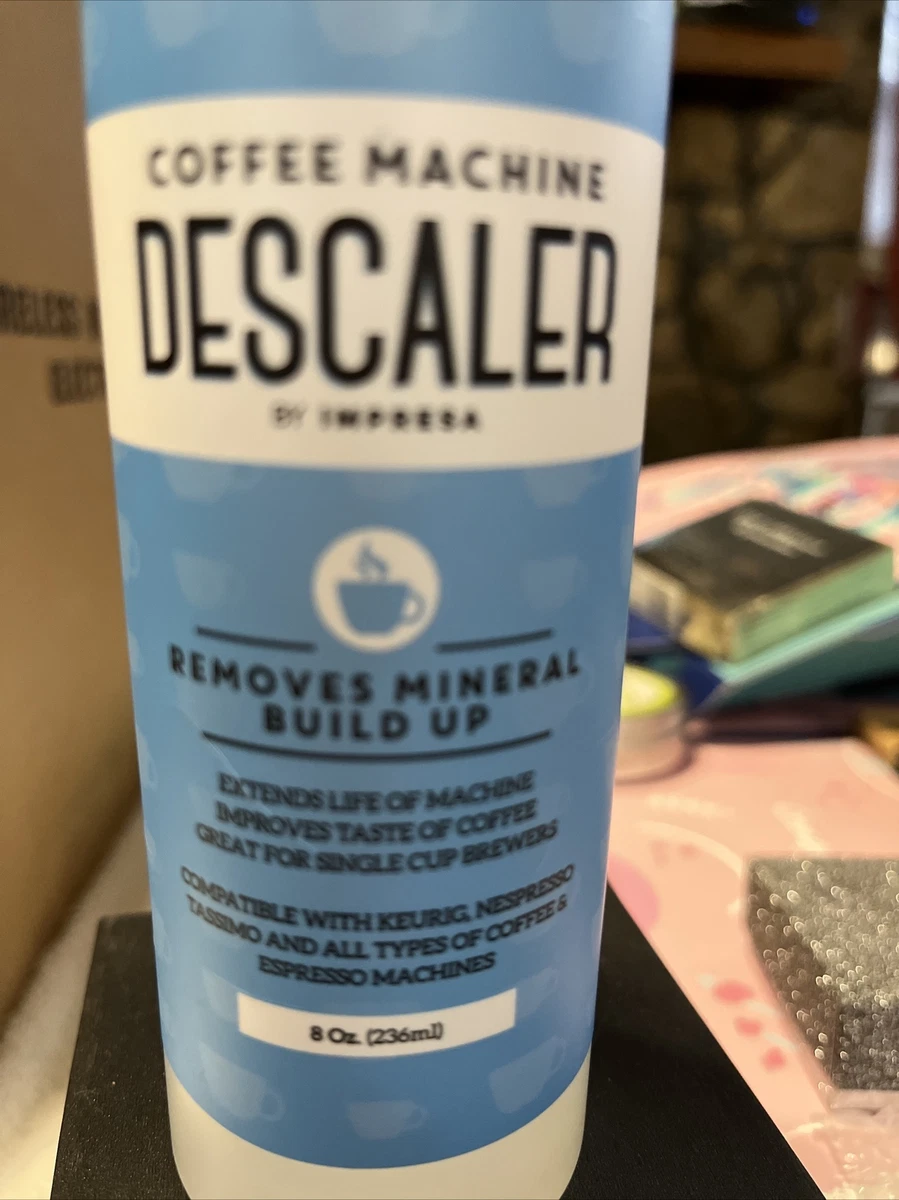 COFFEE MACHINE
DESCALER
BY IMPRESA
REMOVES MINERAL
BUILD UP
EXTENDS LIFE OF MACHINE
IMPROVES TASTE OF COFFEE
GREAT FOR SINGLE CUP BREWERS
COMPATIBLE WITH KEURIG, NESPRESSO
TASSIMO AND ALL TYPES OF COFFEE &
ESPRESSO MACHINES
8 Oz. (236ml)